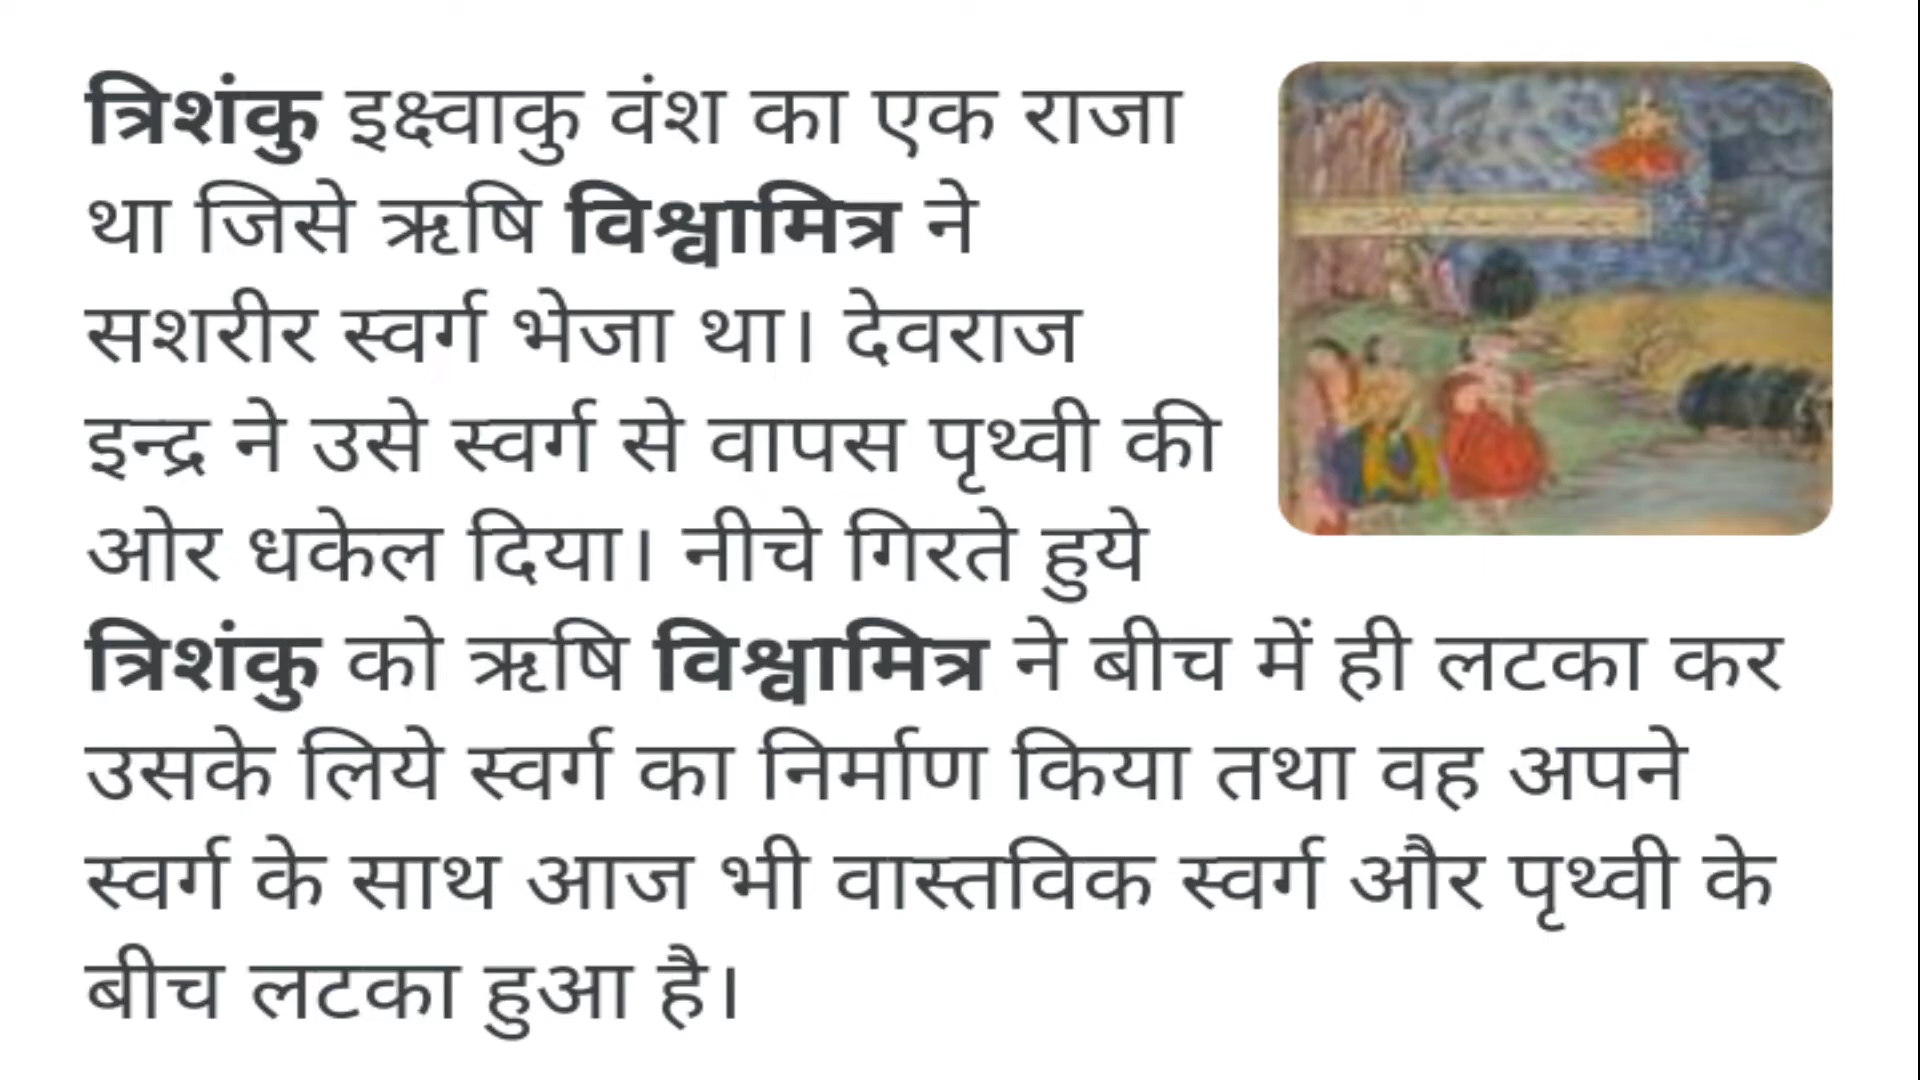 त्रिशंकु इक्ष्वाकु वंश का एक राजा
था जिसे ऋषि विश्वामित्र ने
सशरीर स्वर्ग भेजा था। देवराज
इन्द्र ने उसे स्वर्ग से वापस पृथ्वी की
ओर धकेल दिया। नीचे गिरते हुये
त्रिशंकु को ऋषि विश्वामित्र ने बीच में ही लटका कर
उसके लिये स्वर्ग का निर्माण किया तथा वह अपने
स्वर्ग के साथ आज भी वास्तविक स्वर्ग और पृथ्वी के
बीच लटका हुआ है।